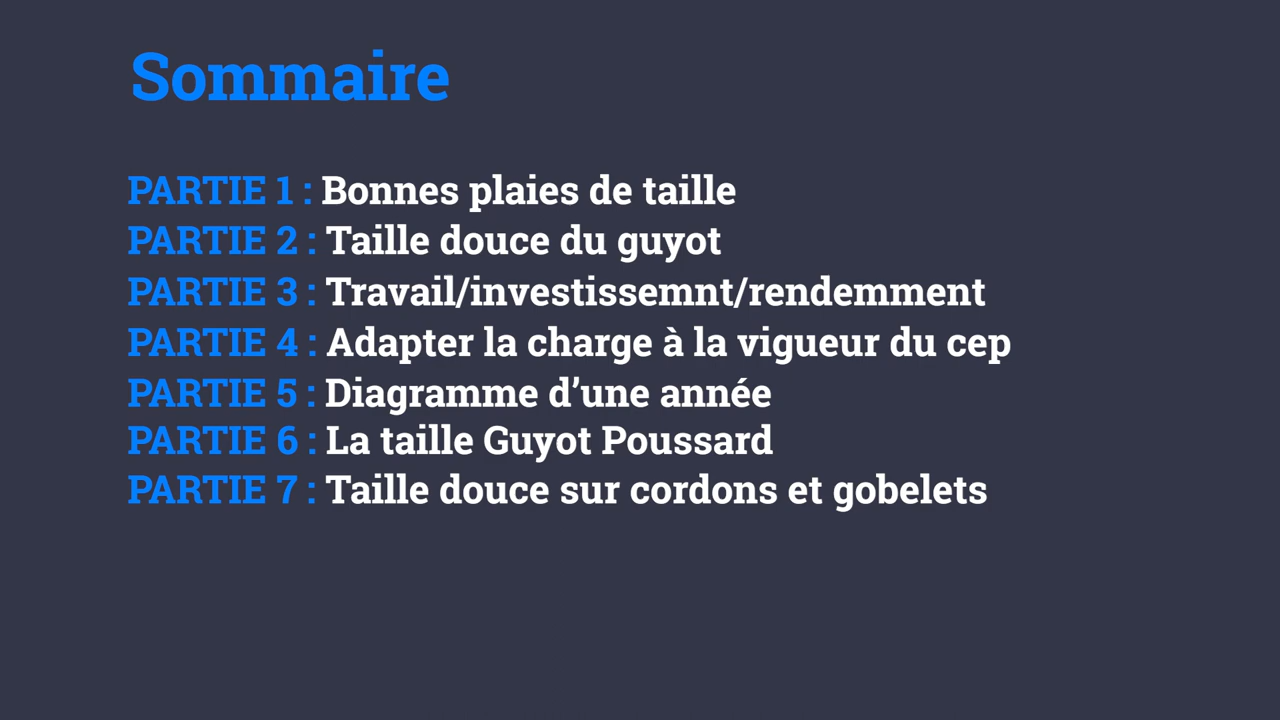 Sommaire
PARTIE 1 : Bonnes plaies de taille
PARTIE 2 : Taille douce du guyot
PARTIE 3 : Travail/investissemnt/rendemment
PARTIE 4 : Adapter la charge à la vigueur du cep
PARTIE 5 : Diagramme d’une année
PARTIE 6 : La taille Guyot Poussard
PARTIE 7 : Taille douce sur cordons et gobelets